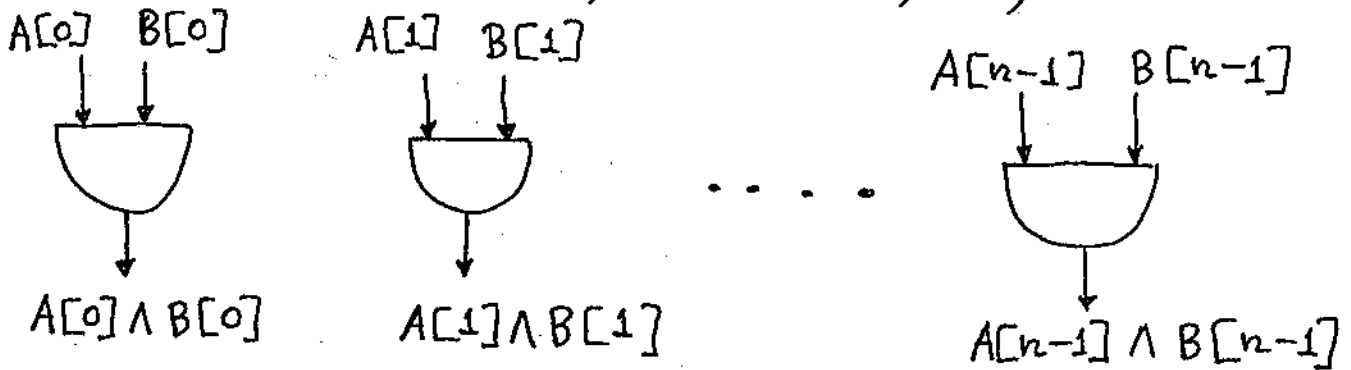 A[0] B[0] A[1] B[1] A[n-1] B[n-1]
A[0] ∧ B[0] A[1] ∧ B[1] A[n-1] ∧ B[n-1]